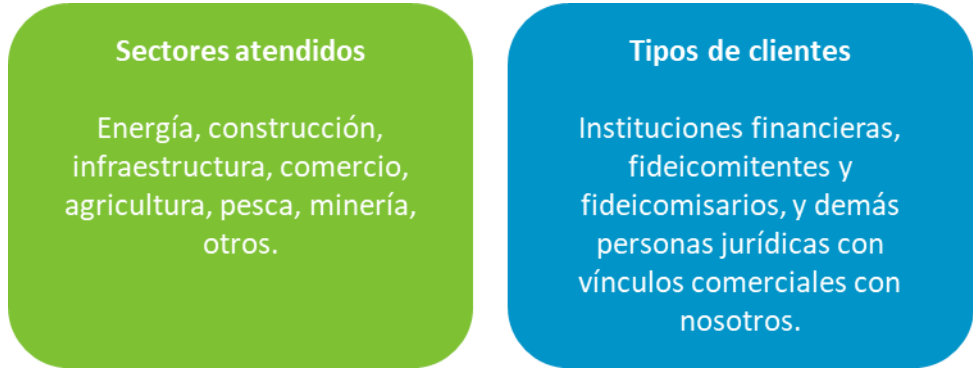 Sectores atendidos
Energía, construcción,
infraestructura, comercio,
agricultura, pesca, minería,
otros.
Tipos de clientes
Instituciones financieras,
fideicomitentes y
fideicomisarios, y demás
personas jurídicas con
vínculos comerciales con
nosotros.